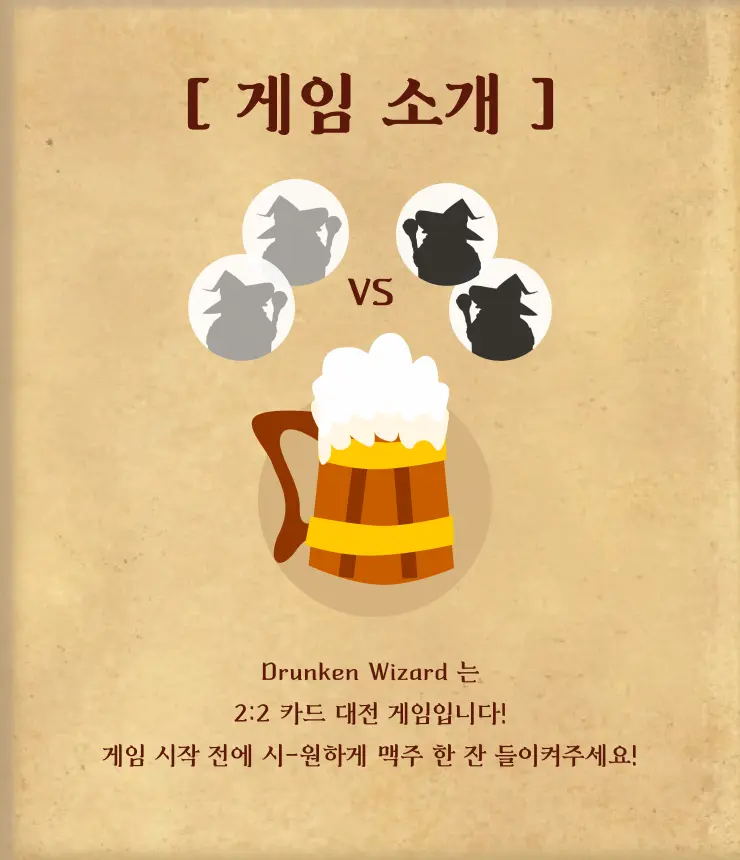 [ 게임 소개 ]
VS
Drunken Wizard 는
2:2 카드 대전 게임입니다!
게임 시작 전에 시-원하게 맥주 한 잔 들이켜주세요!